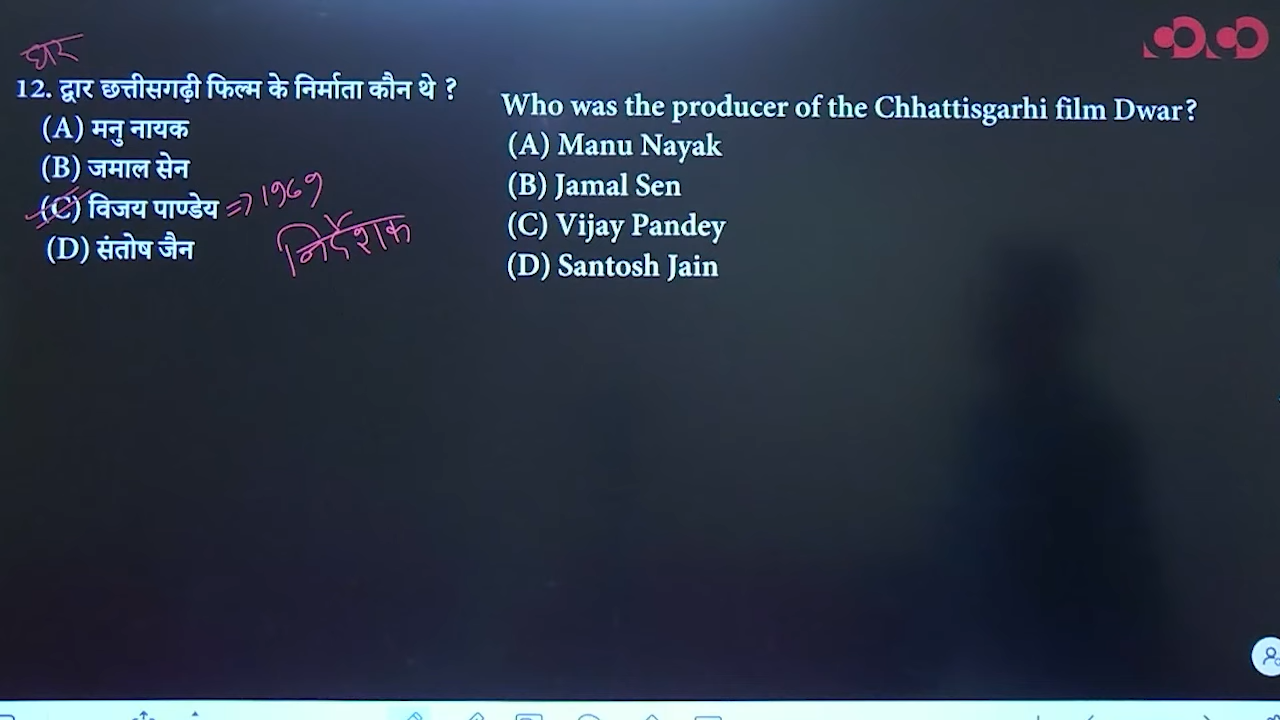 घर
12. द्वार छत्तीसगढ़ी फिल्म के निर्माता कौन थे ?
(A) मनु नायक
(B) जमाल सेन
(C) विजय पाण्डेय => 1969
निर्देशक
(D) संतोष जैन
Who was the producer of the Chhattisgarhi film Dwar?
(A) Manu Nayak
(B) Jamal Sen
(C) Vijay Pandey
(D) Santosh Jain